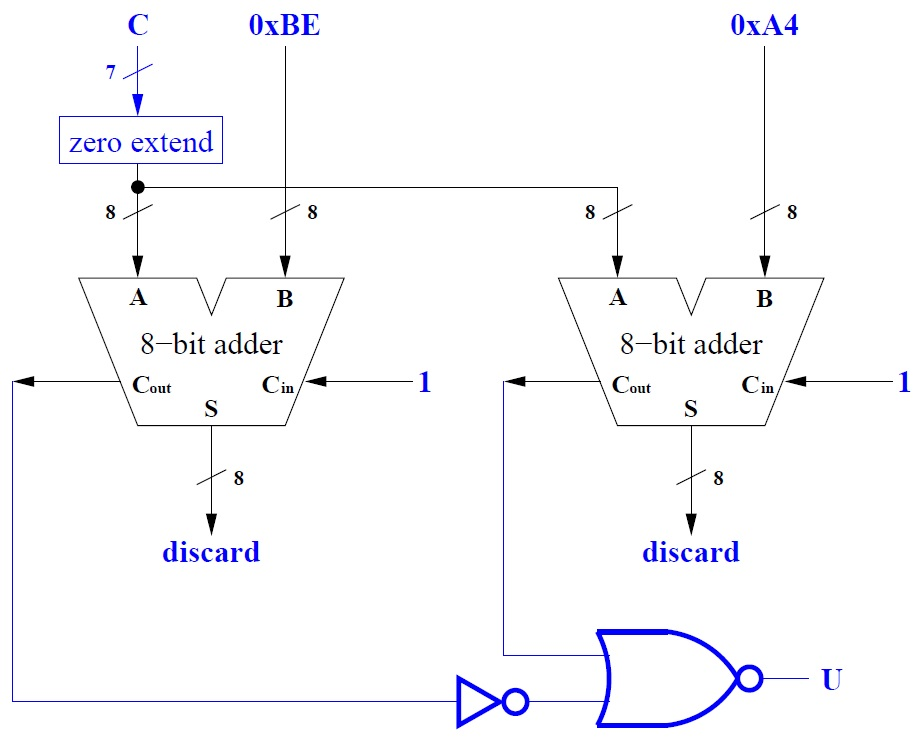 C 0xBE 0xA4
7
zero extend
8 8 8 8
A B A B
8−bit adder 8−bit adder
Cout Cin 1 Cout Cin 1
S S
8 8
discard discard
U